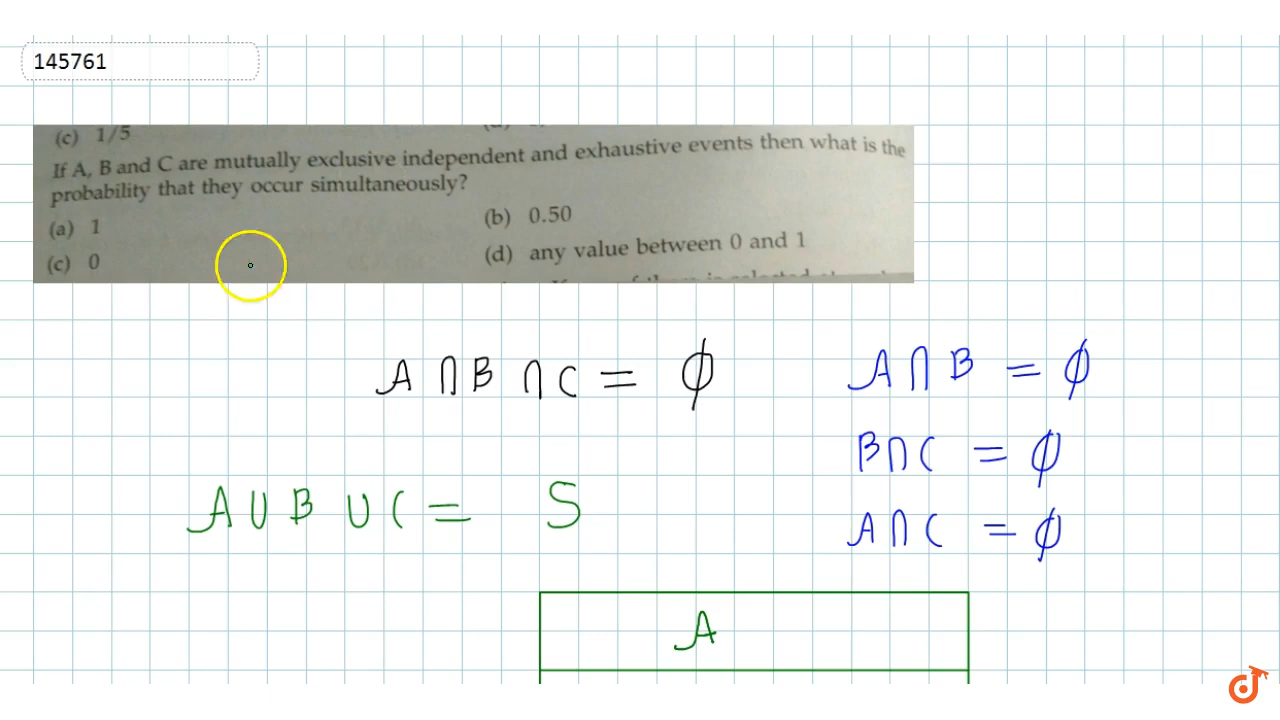 145761
(c) 1/5
If A, B and C are mutually exclusive independent and exhaustive events then what is the
probability that they occur simultaneously?
(a) 1
(b) 0.50
(c) 0
(d) any value between 0 and 1
A ∩ B ∩ C = ϕ
A ∩ B = ϕ
B ∩ C = ϕ
A ∪ B ∪ C = S
A ∩ C = ϕ
A